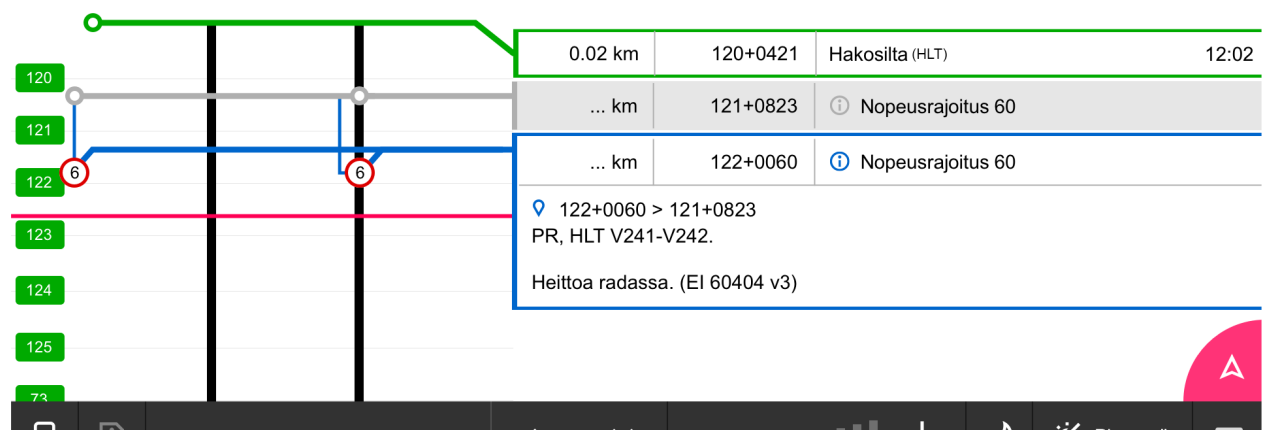 0.02 km 120+0421 Hakosilta (HLT) 12:02
120
... km 121+0823 Nopeusrajoitus 60
121
... km 122+0060 Nopeusrajoitus 60
6 6
122
122+0060 > 121+0823
PR, HLT V241-V242.
123
Heittoa radassa. (EI 60404 v3)
124
125
73